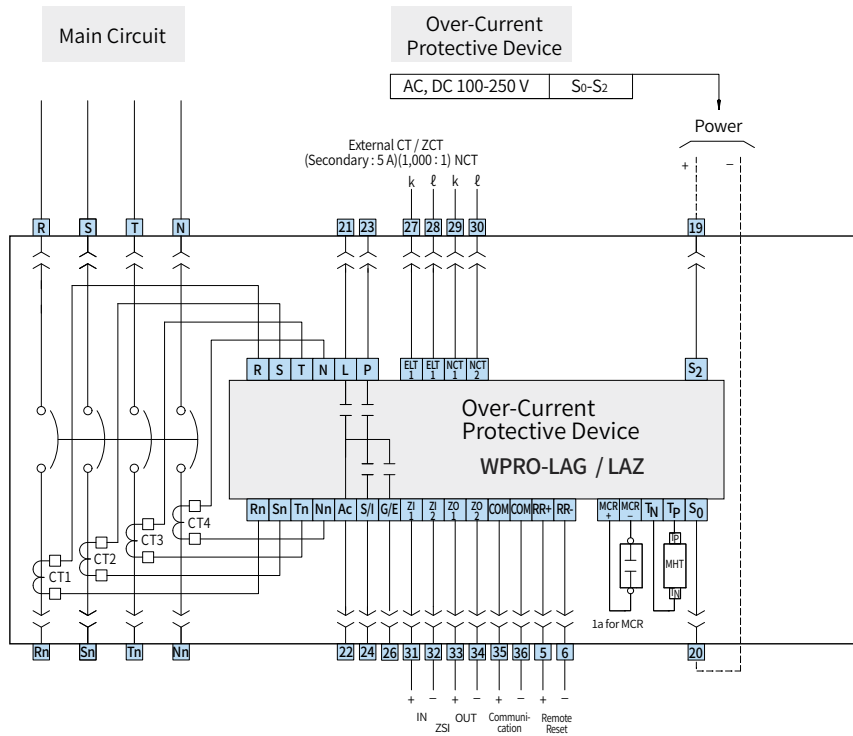 Main Circuit
Over-Current
Protective Device
AC, DC 100-250 V S0-S2
Power
+ −
External CT / ZCT
(Secondary : 5 A)(1,000 : 1) NCT
k ℓ k ℓ
R S T N 21 23 27 28 29 30 19
R S T N L P ELT 1 ELT 1 NCT 1 NCT 2 S2
Over-Current
Protective Device
WPRO-LAG / LAZ
Rn Sn Tn Nn Ac S/I G/E ZI 1 ZI 2 ZO 1 ZO 2 COM COM RR+ RR- MCR + MCR − TN TP S0
CT4
CT3
CT2
CT1
P
MHT
N
1a for MCR
Rn Sn Tn Nn 22 24 26 31 32 33 34 35 36 5 6 20
+ − + − + − + −
IN OUT
ZSI
Communi-
cation
Remote
Reset